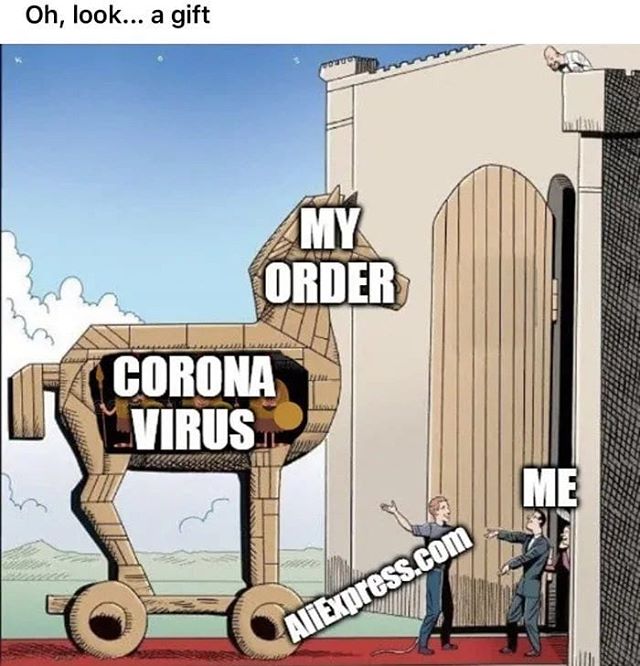 Oh, look... a gift
MY
ORDER
CORONA
VIRUS
ME
AliExpress.com